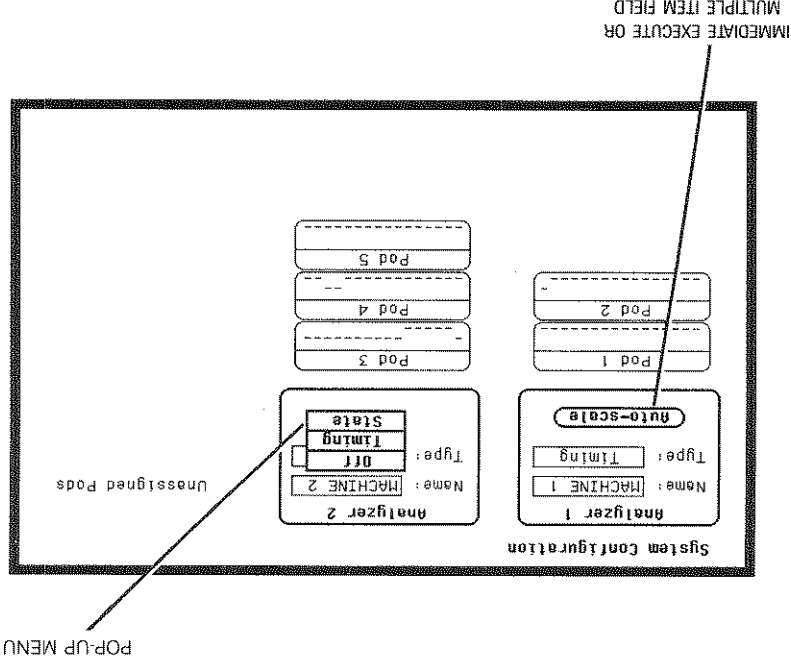 POP-UP MENU
System Configuration
Analyzer 1
Name: MACHINE 1
Type: Timing
Auto-scale
Pod 1
Pod 2
Analyzer 2
Name: MACHINE 2
Type:
Off
Timing
State
Pod 3
Pod 4
Pod 5
Unassigned Pods
IMMEDIATE EXECUTE OR
MULTIPLE ITEM FIELD